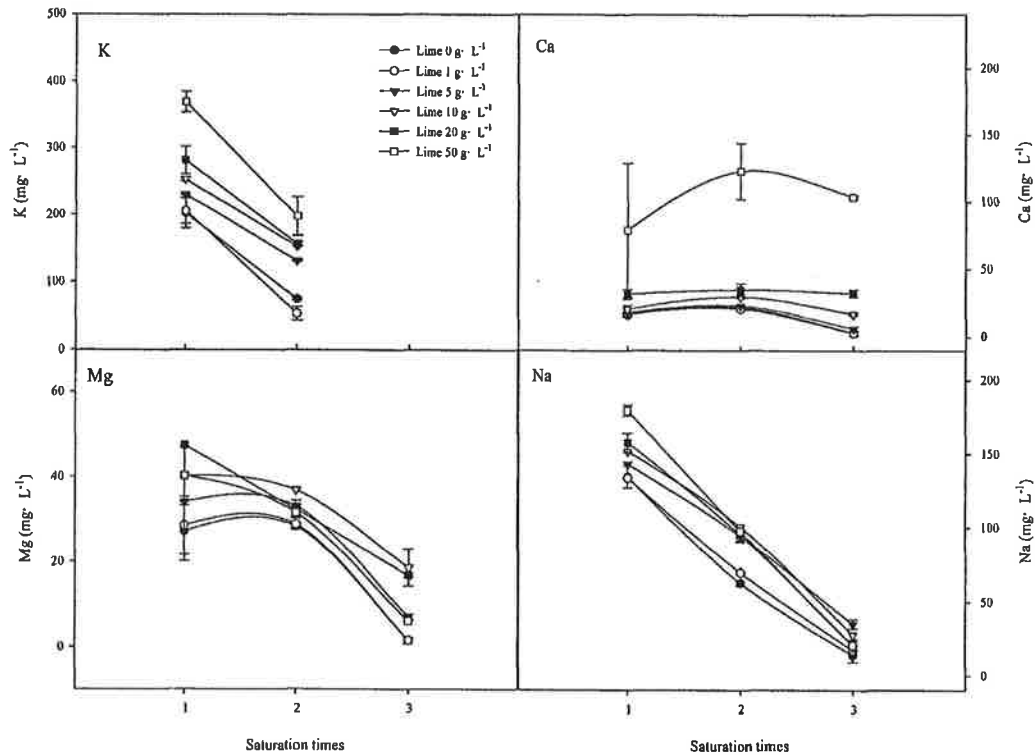 K
Lime 0 g· L⁻¹
Lime 1 g· L⁻¹
Lime 5 g· L⁻¹
Lime 10 g· L⁻¹
Lime 20 g· L⁻¹
Lime 50 g· L⁻¹
500
400
300
200
100
0
K (mg· L⁻¹)
Ca
200
150
100
50
0
Ca (mg· L⁻¹)
Mg
60
40
20
0
Mg (mg· L⁻¹)
1 2 3
Saturation times
Na
200
150
100
50
0
Na (mg· L⁻¹)
1 2 3
Saturation times